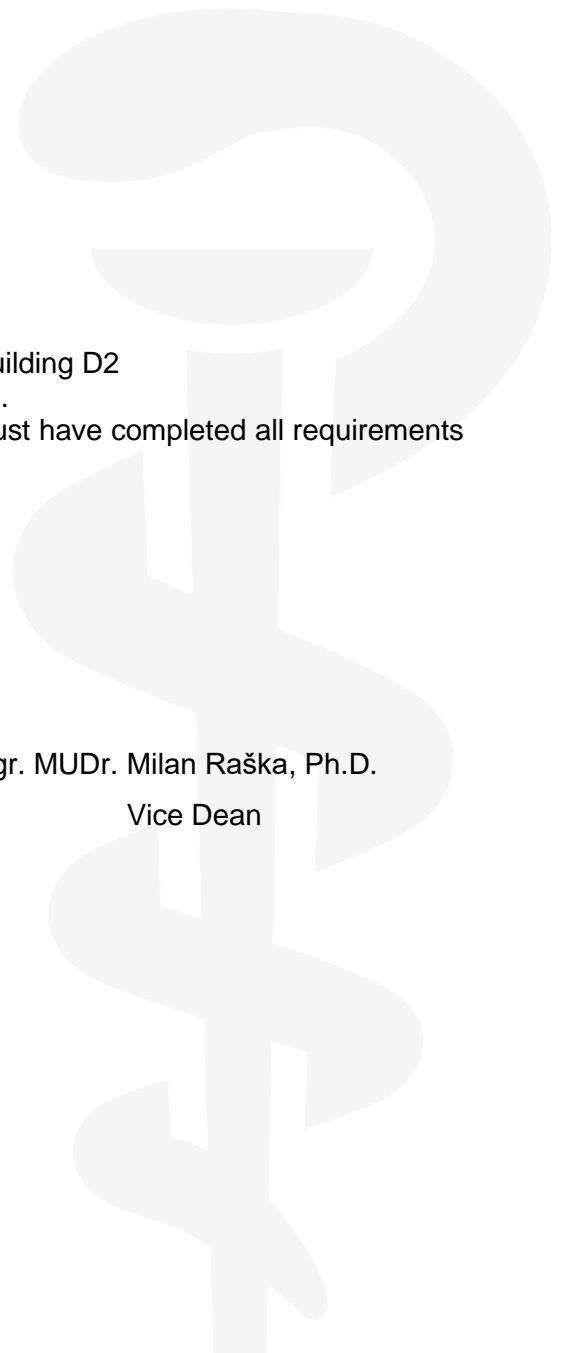 uilding D2
.
ust have completed all requirements
gr. MUDr. Milan Raška, Ph.D.
Vice Dean